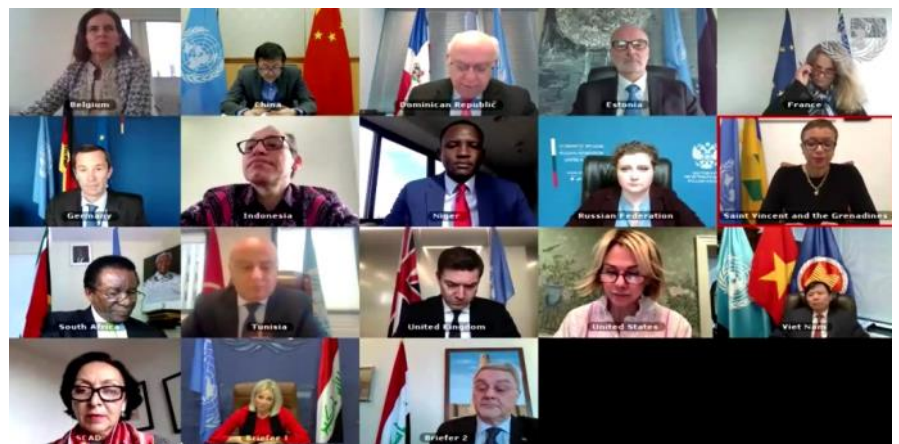 Belgium
China
Dominican Republic
Estonia
France
Germany
Indonesia
Niger
Russian Federation
Saint Vincent and the Grenadines
South Africa
Tunisia
United Kingdom
United States
Viet Nam
SCAD
Briefer 1
Briefer 2